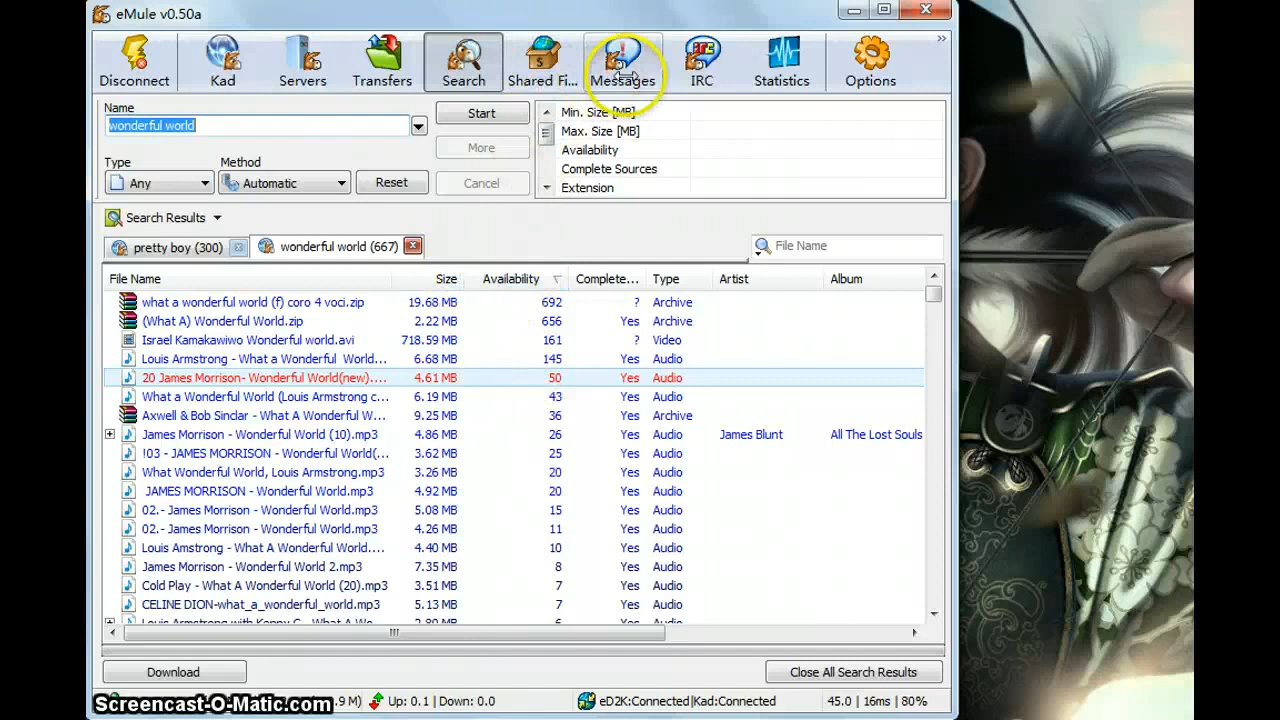 eMule v0.50a
Disconnect Kad Servers Transfers Search Shared Fi... Messages IRC Statistics Options »
Name
wonderful world
Start
More
Cancel
Type Method
Any Automatic Reset
Min. Size [MB]
Max. Size [MB]
Availability
Complete Sources
Extension
Search Results
pretty boy (300) wonderful world (667) File Name
File Name Size Availability Complete... Type Artist Album
what a wonderful world (f) coro 4 voci.zip 19.68 MB 692 ? Archive
(What A) Wonderful World.zip 2.22 MB 656 Yes Archive
Israel Kamakawiwo Wonderful world.avi 718.59 MB 161 ? Video
Louis Armstrong - What a Wonderful World... 6.68 MB 145 Yes Audio
20 James Morrison- Wonderful World(new).... 4.61 MB 50 Yes Audio
What a Wonderful World (Louis Armstrong c... 6.19 MB 43 Yes Audio
Axwell & Bob Sinclar - What A Wonderful W... 9.25 MB 36 Yes Archive
James Morrison - Wonderful World (10).mp3 4.86 MB 26 Yes Audio James Blunt All The Lost Souls
!03 - JAMES MORRISON - Wonderful World(... 3.62 MB 25 Yes Audio
What Wonderful World, Louis Armstrong.mp3 3.26 MB 20 Yes Audio
JAMES MORRISON - Wonderful World.mp3 4.92 MB 20 Yes Audio
02.- James Morrison - Wonderful World.mp3 5.08 MB 15 Yes Audio
02.- James Morrison - Wonderful World.mp3 4.26 MB 11 Yes Audio
Louis Amstrong - What A Wonderful World.... 4.40 MB 10 Yes Audio
James Morrison - Wonderful World 2.mp3 7.35 MB 8 Yes Audio
Cold Play - What A Wonderful World (20).mp3 3.51 MB 7 Yes Audio
CELINE DION-what_a_wonderful_world.mp3 5.13 MB 7 Yes Audio
Louis Armstrong with Kenny G - What A Wo... 2.80 MB 6 Yes Audio
Download Close All Search Results
Screencast-O-Matic.com .9 M) Up: 0.1 | Down: 0.0 eD2K:Connected|Kad:Connected 45.0 | 16ms | 80%